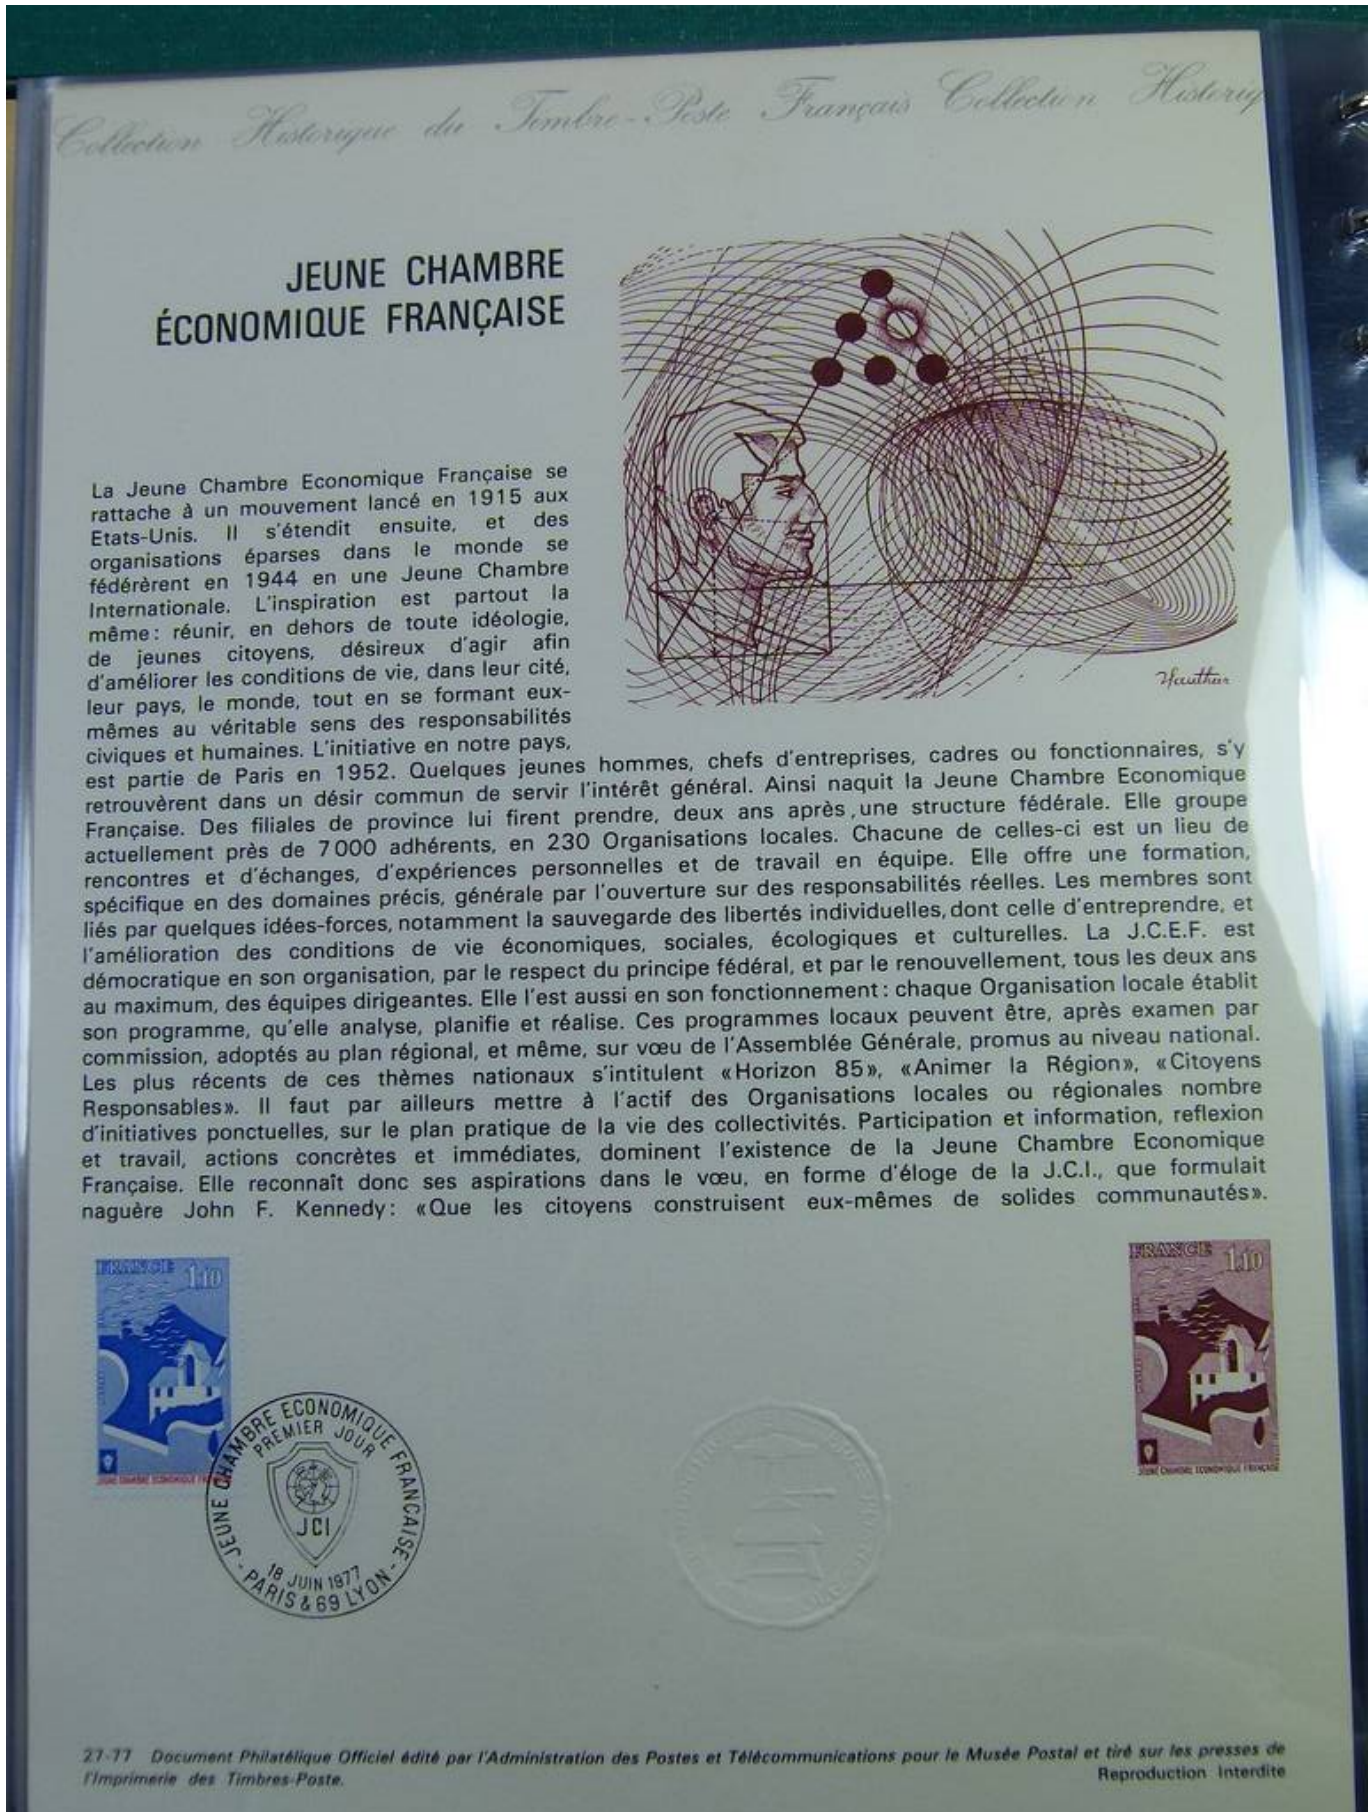 Collection Historique du Timbre-Poste Français Collection Historiq
JEUNE CHAMBRE
ÉCONOMIQUE FRANÇAISE
La Jeune Chambre Economique Française se
rattache à un mouvement lancé en 1915 aux
Etats-Unis. Il s'étendit ensuite, et des
organisations éparses dans le monde se
fédérèrent en 1944 en une Jeune Chambre
Internationale. L'inspiration est partout la
même: réunir, en dehors de toute idéologie,
de jeunes citoyens, désireux d'agir afin
d'améliorer les conditions de vie, dans leur cité,
leur pays, le monde, tout en se formant eux-
mêmes au véritable sens des responsabilités
civiques et humaines. L'initiative en notre pays,
est partie de Paris en 1952. Quelques jeunes hommes, chefs d'entreprises, cadres ou fonctionnaires, s'y
retrouvèrent dans un désir commun de servir l'intérêt général. Ainsi naquit la Jeune Chambre Economique
Française. Des filiales de province lui firent prendre, deux ans après, une structure fédérale. Elle groupe
actuellement près de 7000 adhérents, en 230 Organisations locales. Chacune de celles-ci est un lieu de
rencontres et d'échanges, d'expériences personnelles et de travail en équipe. Elle offre une formation,
spécifique en des domaines précis, générale par l'ouverture sur des responsabilités réelles. Les membres sont
liés par quelques idées-forces, notamment la sauvegarde des libertés individuelles, dont celle d'entreprendre, et
l'amélioration des conditions de vie économiques, sociales, écologiques et culturelles. La J.C.E.F. est
démocratique en son organisation, par le respect du principe fédéral, et par le renouvellement, tous les deux ans
au maximum, des équipes dirigeantes. Elle l'est aussi en son fonctionnement: chaque Organisation locale établit
son programme, qu'elle analyse, planifie et réalise. Ces programmes locaux peuvent être, après examen par
commission, adoptés au plan régional, et même, sur vœu de l'Assemblée Générale, promus au niveau national.
Les plus récents de ces thèmes nationaux s'intitulent «Horizon 85», «Animer la Région», «Citoyens
Responsables». Il faut par ailleurs mettre à l'actif des Organisations locales ou régionales nombre
d'initiatives ponctuelles, sur le plan pratique de la vie des collectivités. Participation et information, reflexion
et travail, actions concrètes et immédiates, dominent l'existence de la Jeune Chambre Economique
Française. Elle reconnaît donc ses aspirations dans le vœu, en forme d'éloge de la J.C.I., que formulait
naguère John F. Kennedy: «Que les citoyens construisent eux-mêmes de solides communautés».
FRANCE 1.10
JEUNE CHAMBRE ECONOMIQUE
FRANCE 1.10
JEUNE CHAMBRE ECONOMIQUE FRANÇAISE
JEUNE CHAMBRE ECONOMIQUE FRANCAISE
PREMIER JOUR
JCI
18 JUIN 1977
PARIS & 69 LYON
27-77 Document Philatélique Officiel édité par l'Administration des Postes et Télécommunications pour le Musée Postal et tiré sur les presses de
l'Imprimerie des Timbres-Poste. Reproduction Interdite